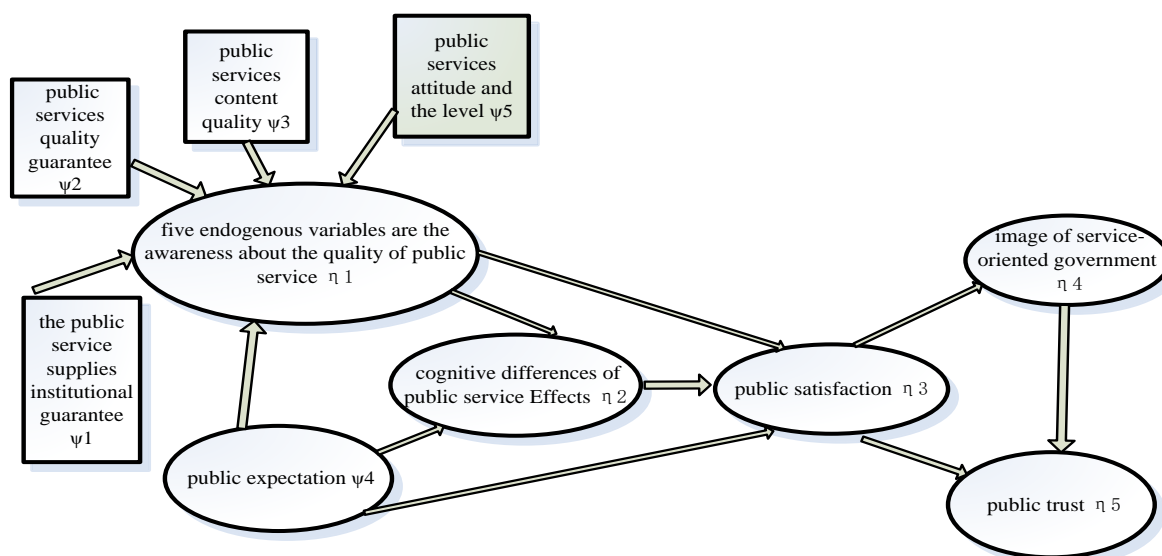 public
services
quality
guarantee
ψ2
public
services
content
quality ψ3
public
services
attitude and
the level ψ5
five endogenous variables are the
awareness about the quality of public
service η1
image of service-
oriented government
η4
the public
service
supplies
institutional
guarantee
ψ1
cognitive differences of
public service Effects η2
public satisfaction η3
public expectation ψ4
public trust η5